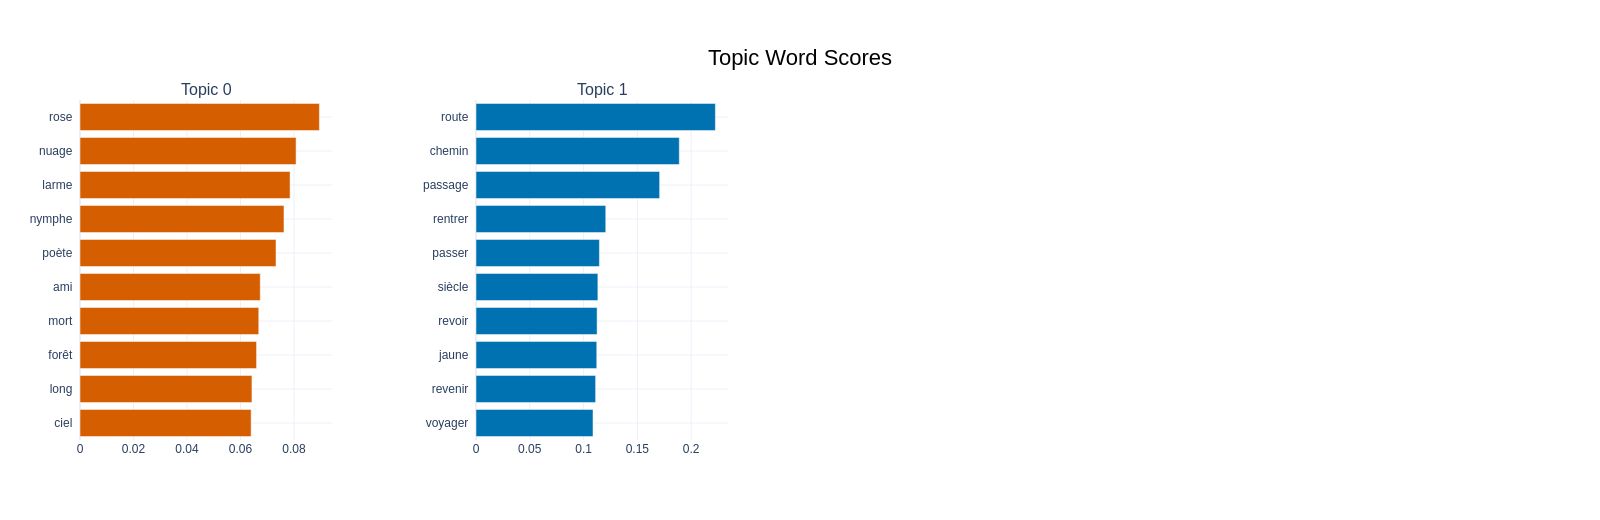 Topic Word Scores
Topic 0
rose
nuage
larme
nymphe
poète
ami
mort
forêt
long
ciel
0 0.02 0.04 0.06 0.08
Topic 1
route
chemin
passage
rentrer
passer
siècle
revoir
jaune
revenir
voyager
0 0.05 0.1 0.15 0.2